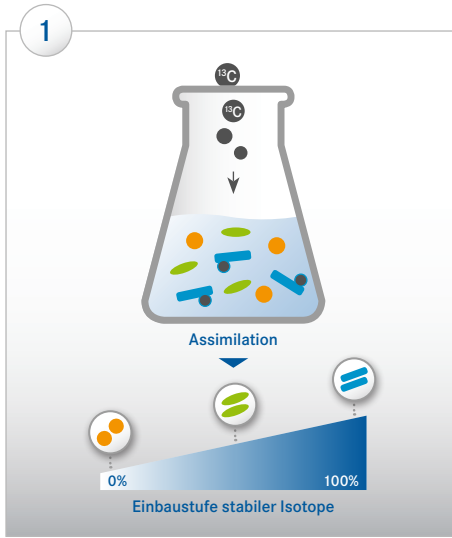 1
¹³C
¹³C
Assimilation
0% 100%
Einbaustufe stabiler Isotope